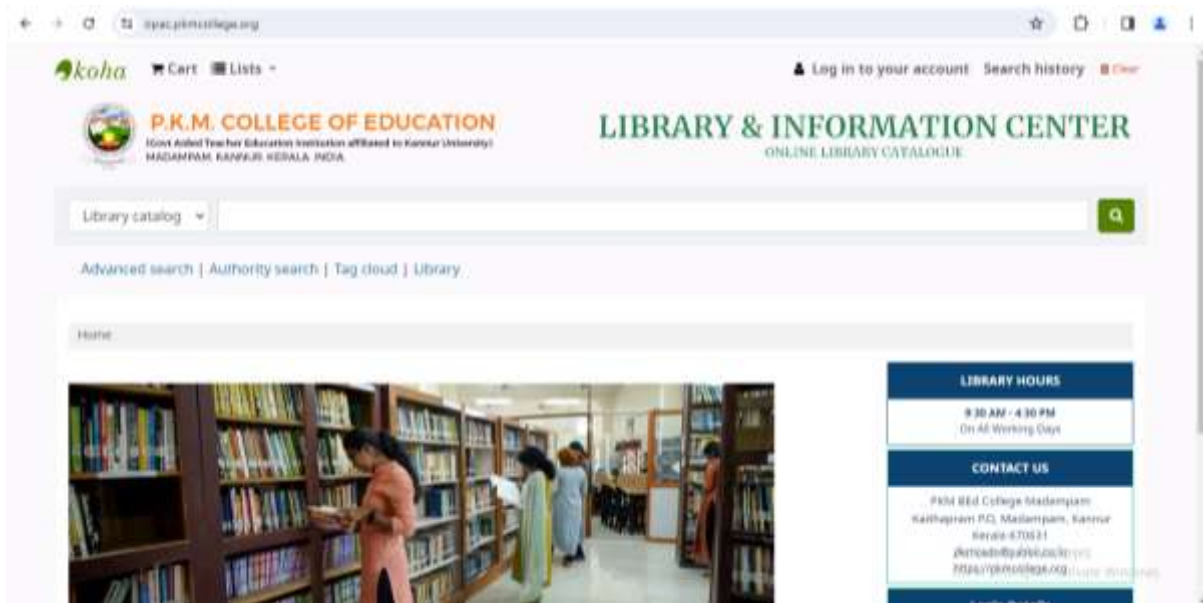 opac.pkmcollege.org
koha Cart Lists
Log in to your account Search history Clear
P.K.M. COLLEGE OF EDUCATION
(Govt Aided Teacher Education Institution affiliated to Kannur University)
MADAMPAM, KANNUR, KERALA, INDIA
LIBRARY & INFORMATION CENTER
ONLINE LIBRARY CATALOGUE
Library catalog
Advanced search | Authority search | Tag cloud | Library
Home
LIBRARY HOURS
9:30 AM - 4:30 PM
On All Working Days
CONTACT US
PKM BEd College Madampam
Kaithapram P.O, Madampam, Kannur
Kerala 670631
https://pkmcollege.org